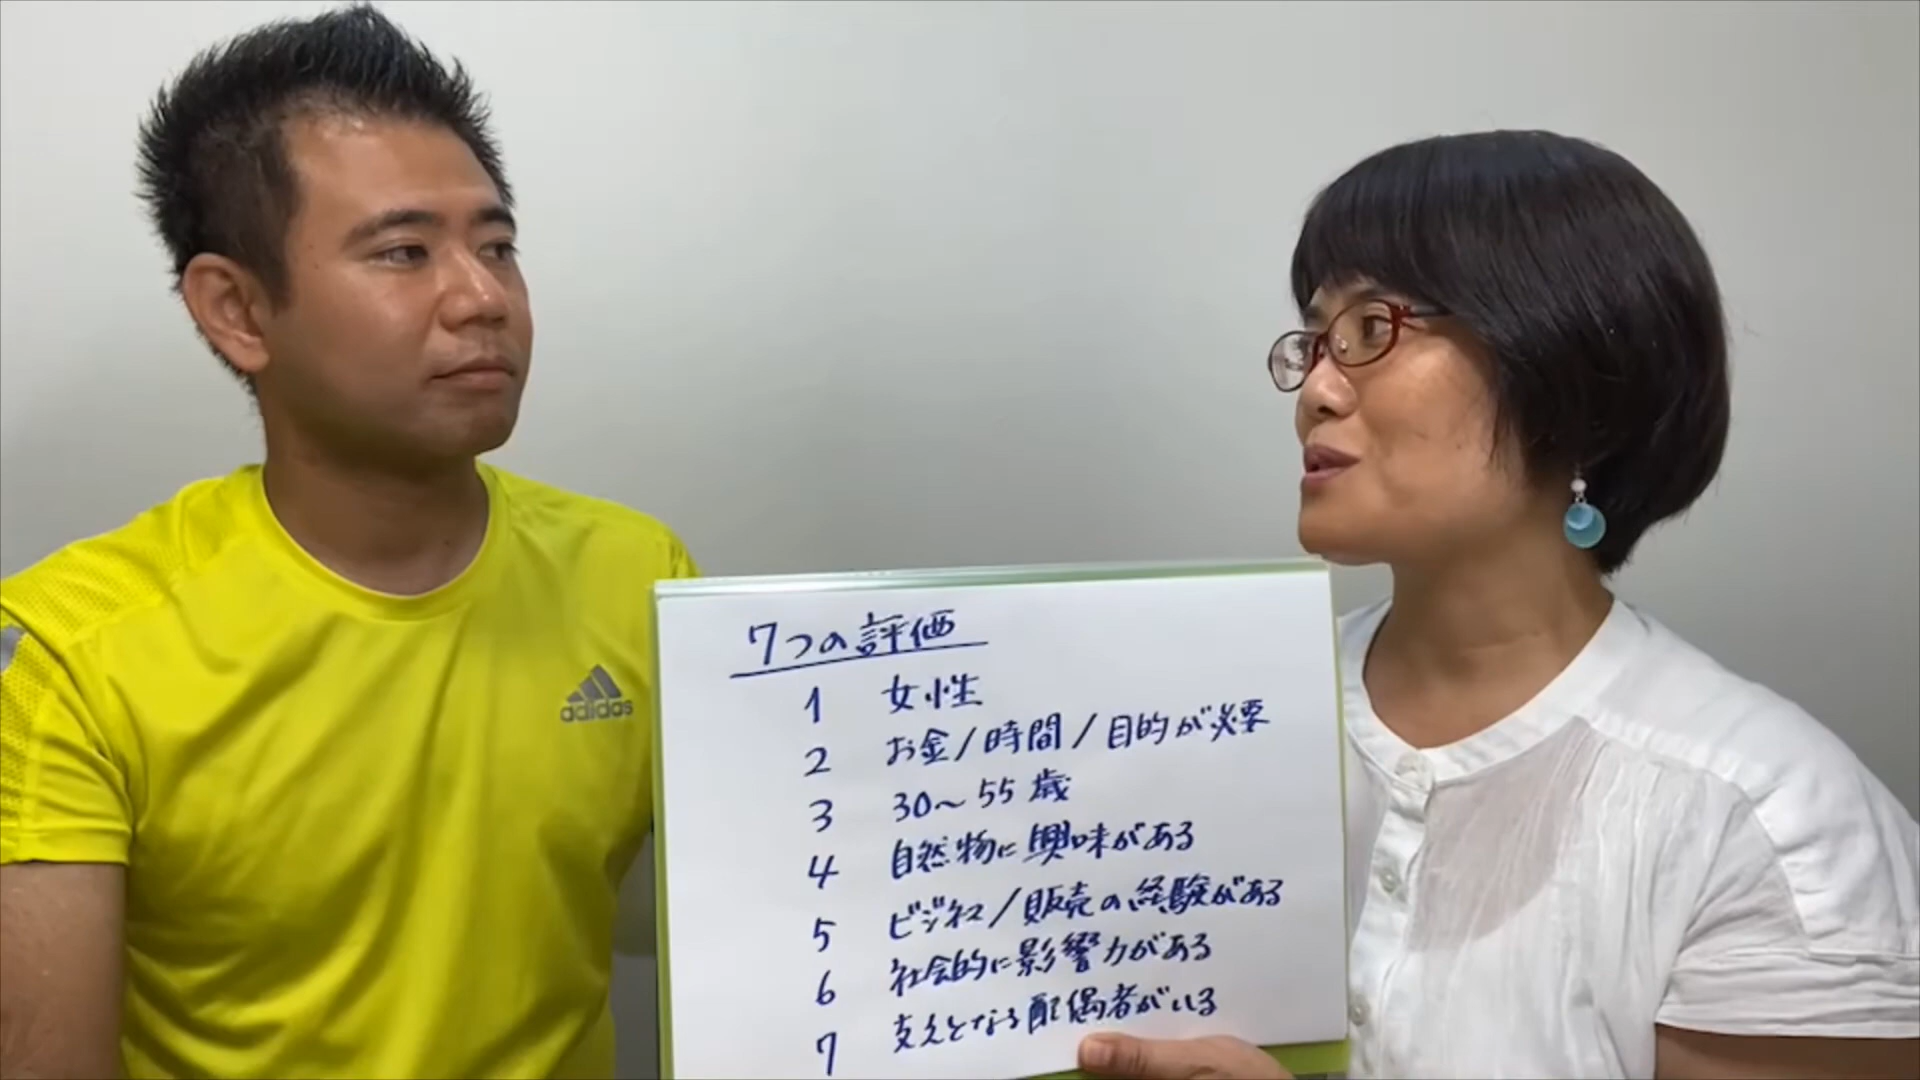 adidas
7つの評価
1 女性
2 お金/時間/目的が必要
3 30～55歳
4 自然物に興味がある
5 ビジネス/販売の経験がある
6 社会的に影響力がある
7 支えとなる配偶者がいる